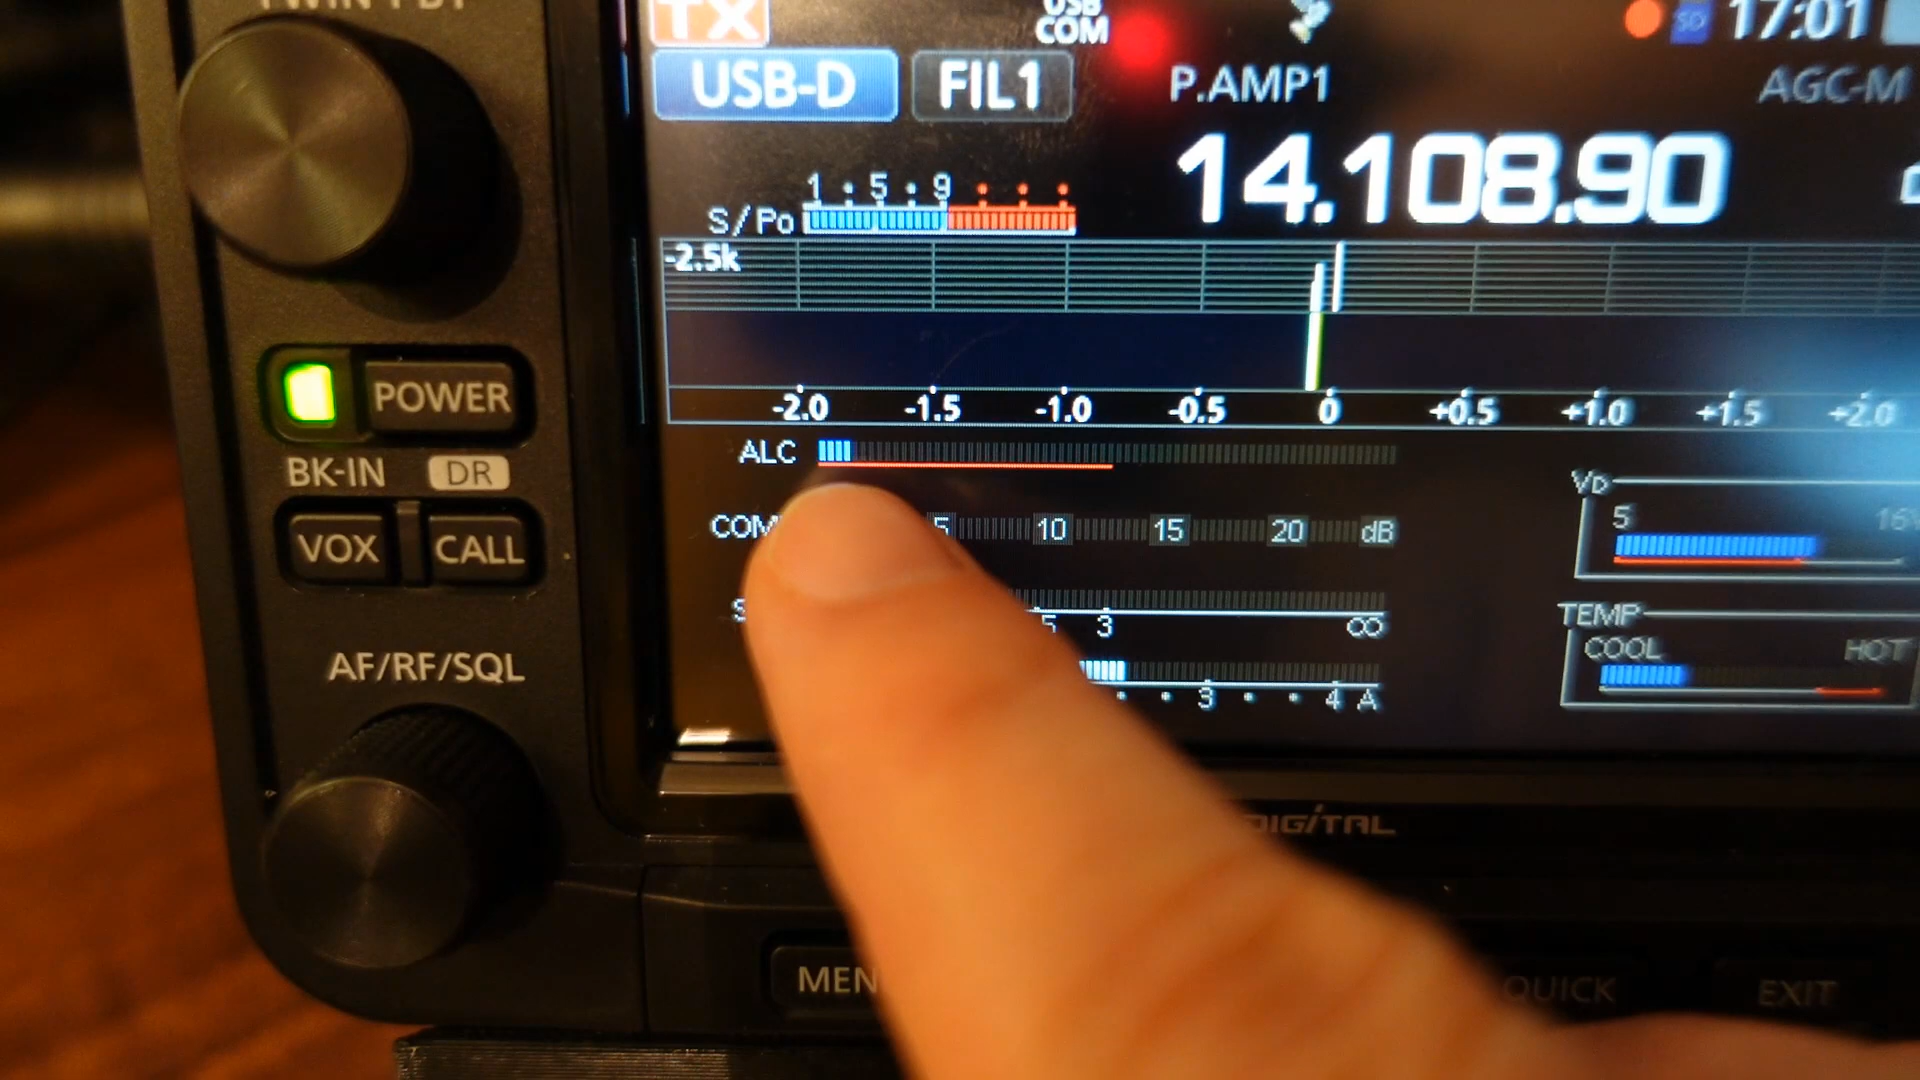 TWIN PBT
TX
USB
COM
SD
17:01
USB-D
FIL1
P.AMP1
AGC-M
14.108.90
1 5 9
S/Po
-2.5k
-2.0 -1.5 -1.0 -0.5 0 +0.5 +1.0 +1.5 +2.0
POWER
ALC
BK-IN
DR
VD
5 16V
COM 5 10 15 20 dB
VOX
CALL
TEMP
COOL HOT
5 3 ∞
AF/RF/SQL
3 4 A
DIGITAL
MEN
QUICK
EXIT